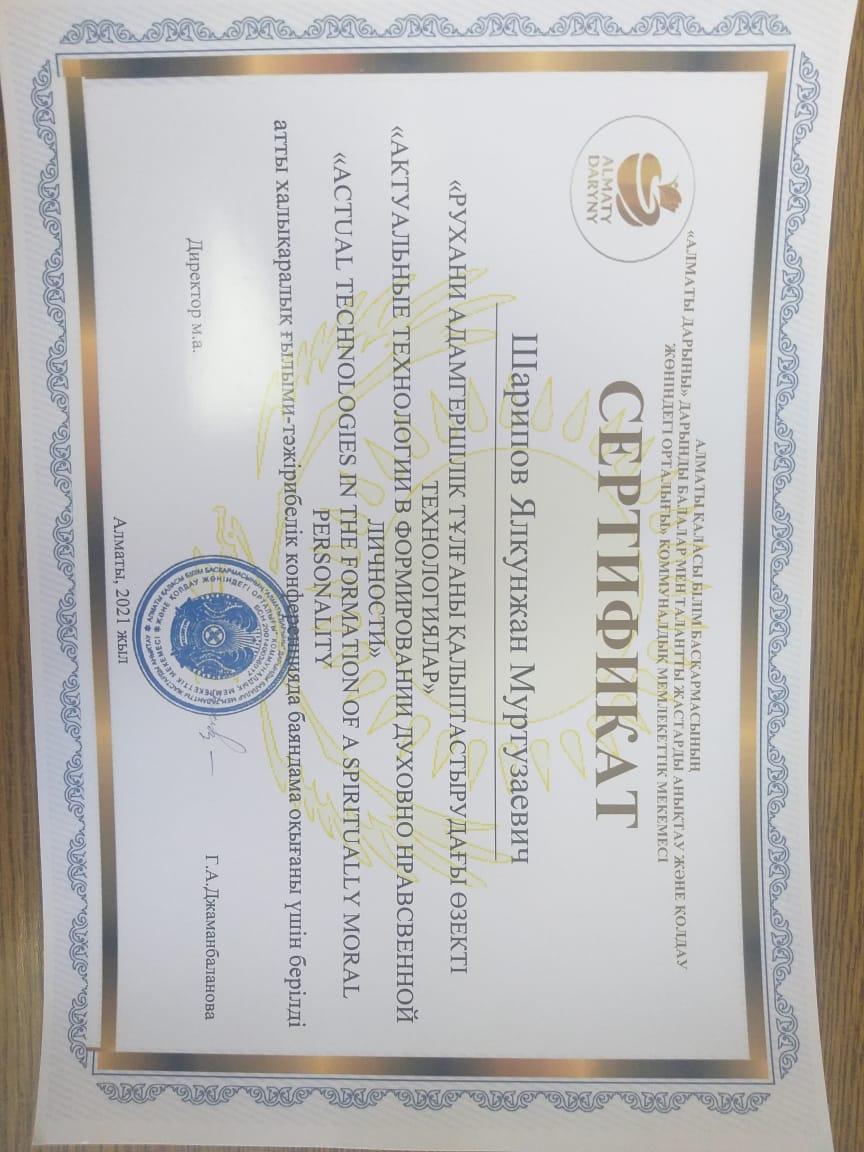 ALMATY
DARYNY
АЛМАТЫ ҚАЛАСЫ БІЛІМ БАСҚАРМАСЫНЫҢ
«АЛМАТЫ ДАРЫНЫ» ДАРЫНДЫ БАЛАЛАР МЕН ТАЛАНТТЫ ЖАСТАРДЫ АНЫҚТАУ ЖӘНЕ ҚОЛДАУ
ЖӨНІНДЕГІ ОРТАЛЫҒЫ» КОММУНАЛДЫҚ МЕМЛЕКЕТТІК МЕКЕМЕСІ
СЕРТИФИКАТ
Шарипов Ялкунжан Муртузаевич
«РУХАНИ АДАМГЕРШІЛІК ТҰЛҒАНЫ ҚАЛЫПТАСТЫРУДАҒЫ ӨЗЕКТІ
ТЕХНОЛОГИЯЛАР»
«АКТУАЛЬНЫЕ ТЕХНОЛОГИИ В ФОРМИРОВАНИИ ДУХОВНО НРАВСВЕННОЙ
ЛИЧНОСТИ»
«ACTUAL TECHNOLOGIES IN THE FORMATION OF A SPIRITUALLY MORAL
PERSONALITY
атты халықаралық ғылыми-тәжірибелік конференцияда баяндама оқығаны үшін берілді
Директор м.а.
Г.А.Джаманбаланова
Алматы, 2021 жыл